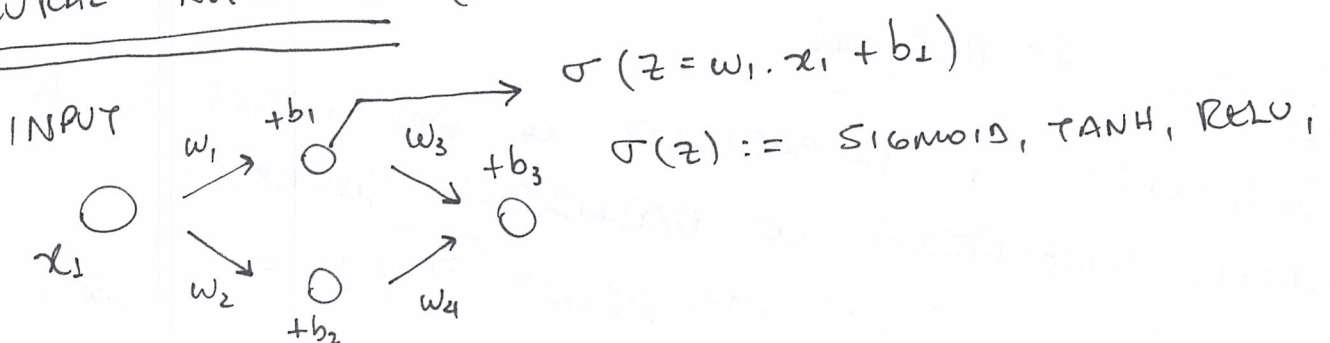 σ (Z = w₁. x₁ + b₁)
INPUT
+b₁
w₁
w₃
σ(z) := SIGMOID, TANH, RELU,
+b₃
x₁
w₂
w₄
+b₂